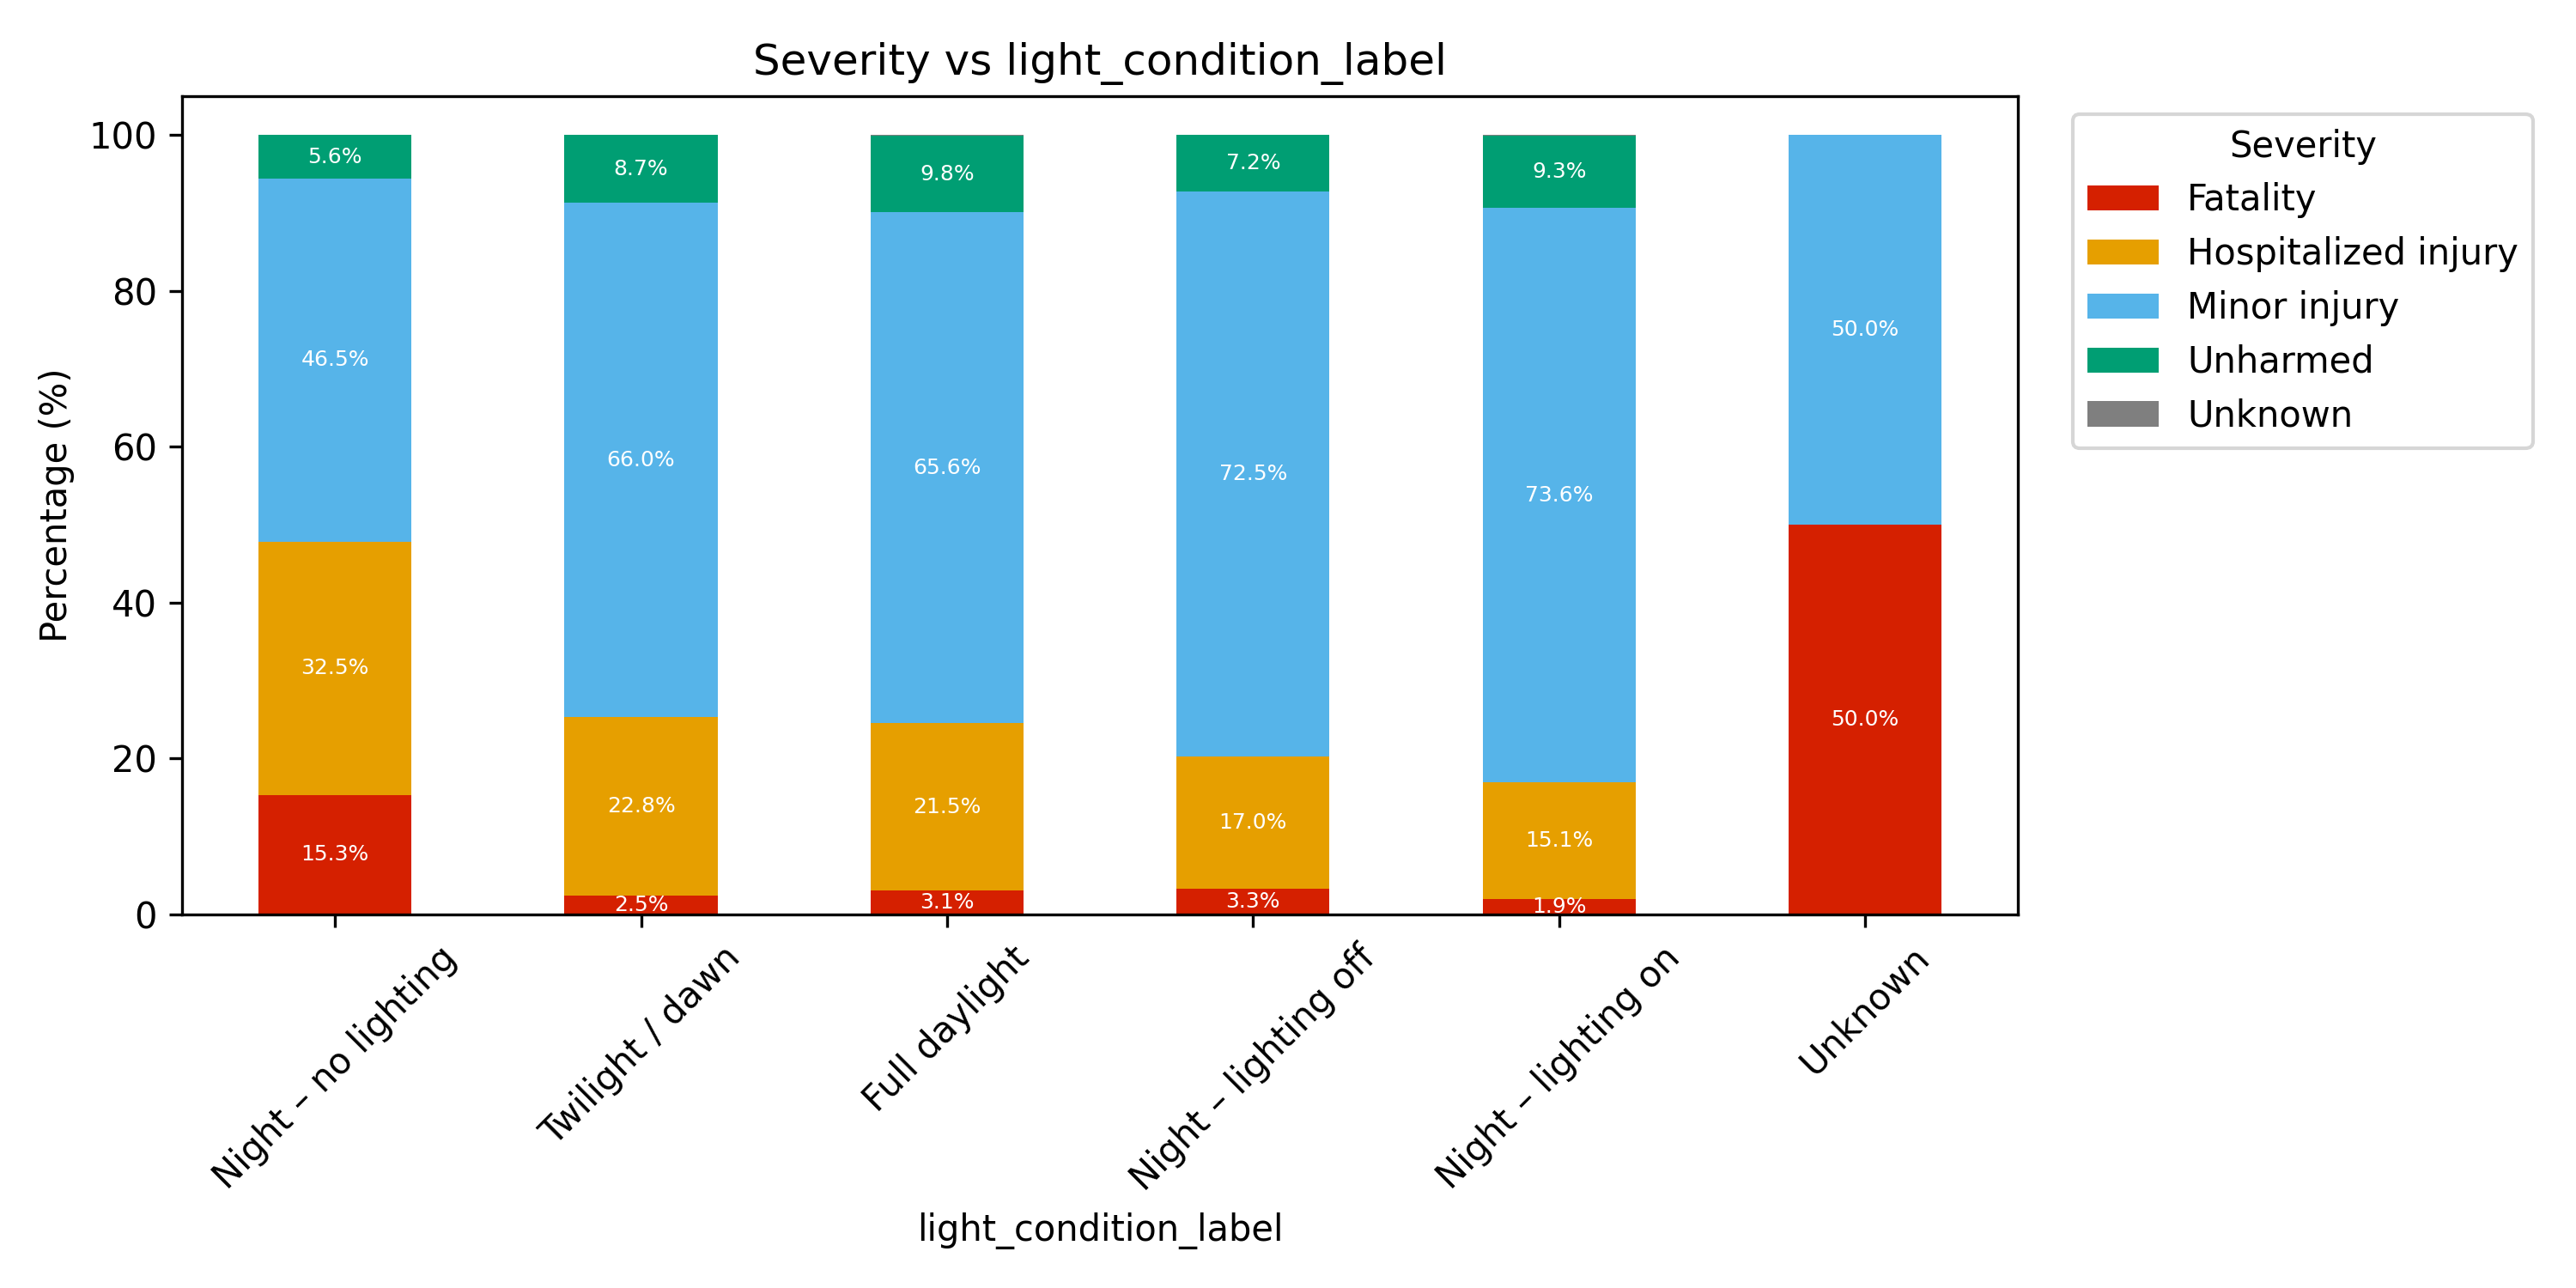 Severity vs light_condition_label
Percentage (%)
100
80
60
40
20
0
5.6%
46.5%
32.5%
15.3%
8.7%
66.0%
22.8%
2.5%
9.8%
65.6%
21.5%
3.1%
7.2%
72.5%
17.0%
3.3%
9.3%
73.6%
15.1%
1.9%
50.0%
50.0%
Night – no lighting
Twilight / dawn
Full daylight
Night – lighting off
Night – lighting on
Unknown
light_condition_label
Severity
Fatality
Hospitalized injury
Minor injury
Unharmed
Unknown